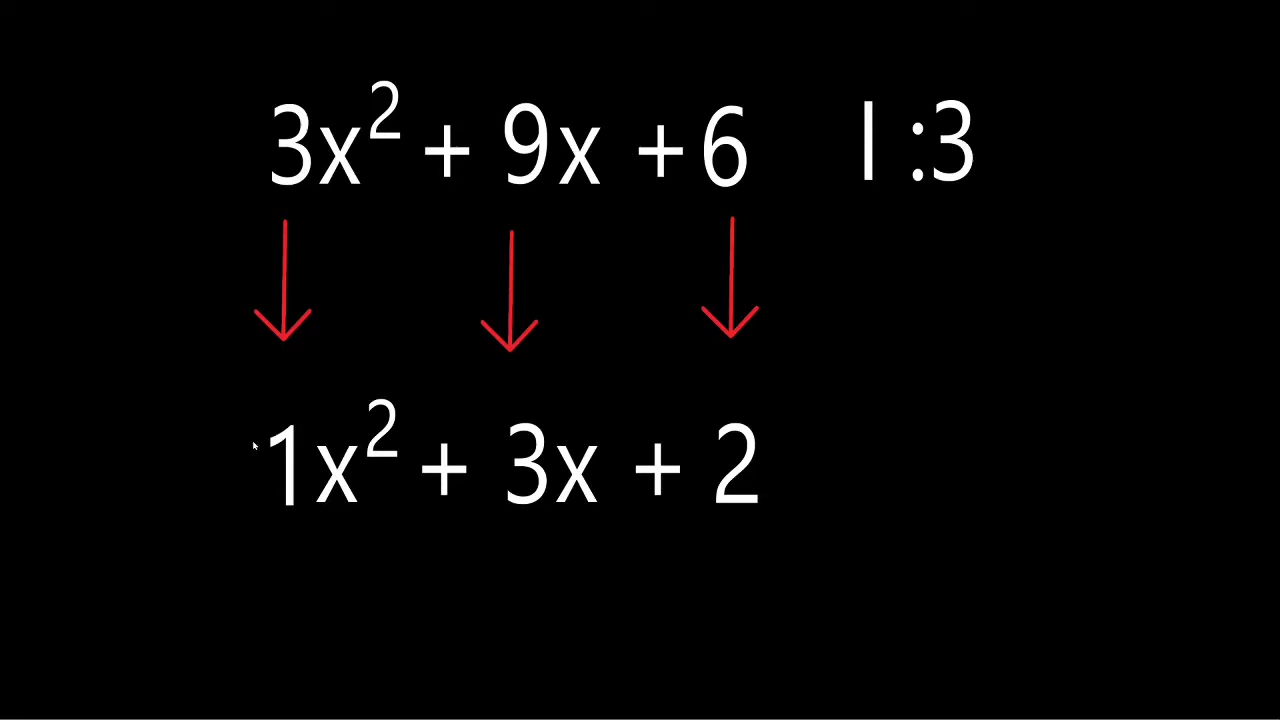 3x² + 9x + 6 | :3
1x² + 3x + 2